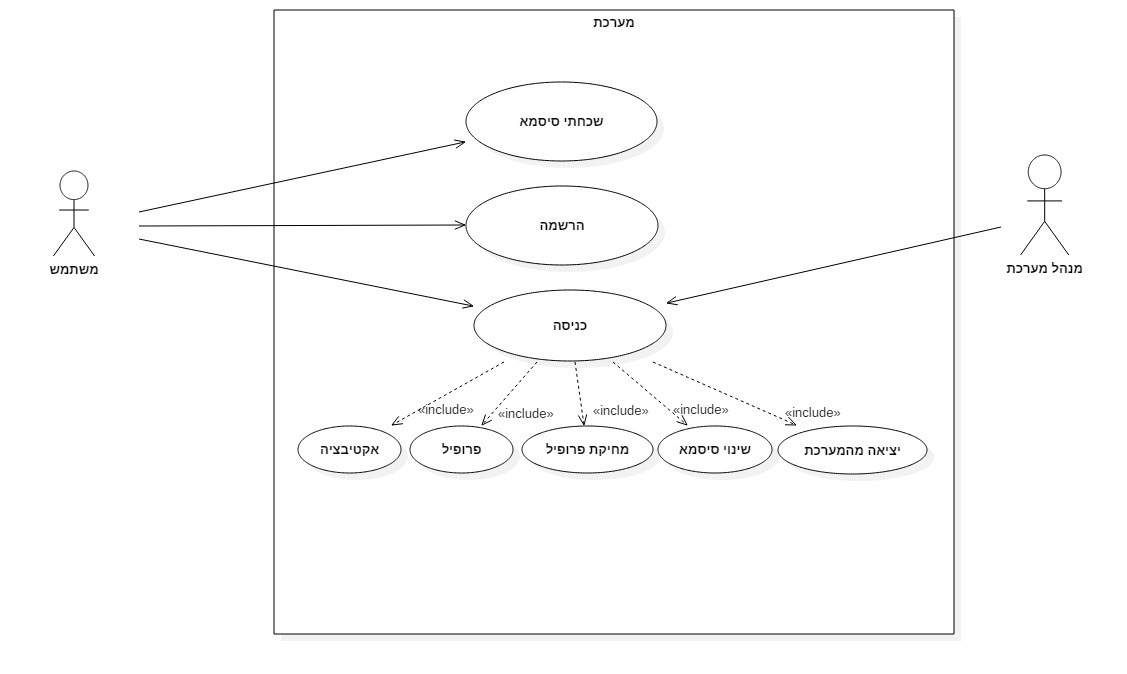 מערכת
שכחתי סיסמא
הרשמה
משתמש
מנהל מערכת
כניסה
«include»
«include»
«include»
«include»
«include»
אקטיבציה
פרופיל
מחיקת פרופיל
שינוי סיסמא
יציאה מהמערכת